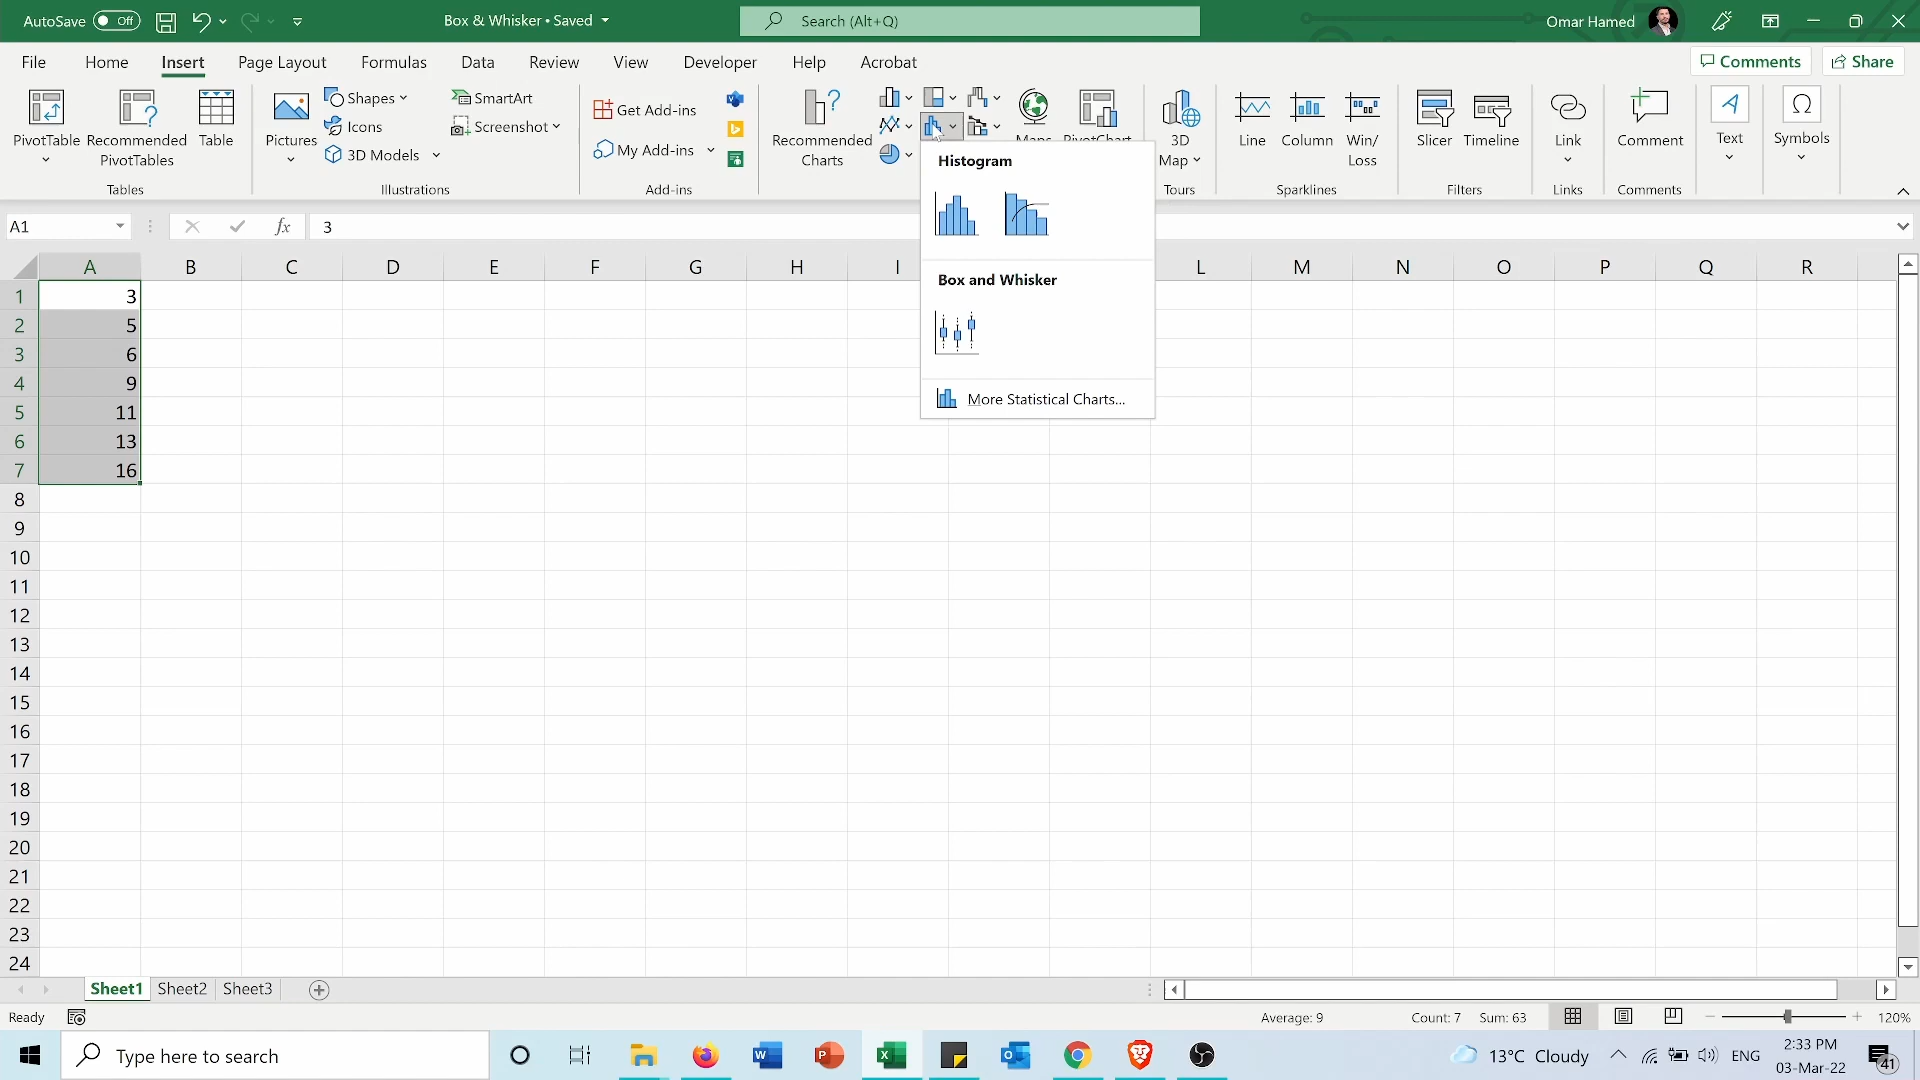 AutoSave Off
Box & Whisker • Saved
Search (Alt+Q)
Omar Hamed
File Home Insert Page Layout Formulas Data Review View Developer Help Acrobat
Comments Share
PivotTable
Recommended PivotTables
Table
Tables
Pictures
Shapes
Icons
3D Models
SmartArt
Screenshot
Illustrations
Get Add-ins
My Add-ins
Add-ins
Recommended Charts
Maps
PivotChart
3D Map
Tours
Line
Column
Win/ Loss
Sparklines
Slicer
Timeline
Filters
Link
Links
Comment
Comments
Text
Symbols
A1 fx 3
Histogram
Box and Whisker
More Statistical Charts...
A B C D E F G H I L M N O P Q R
1 3
2 5
3 6
4 9
5 11
6 13
7 16
8
9
10
11
12
13
14
15
16
17
18
19
20
21
22
23
24
Sheet1 Sheet2 Sheet3
Ready
Average: 9 Count: 7 Sum: 63 120%
Type here to search
13°C Cloudy ENG
2:33 PM
03-Mar-22
41